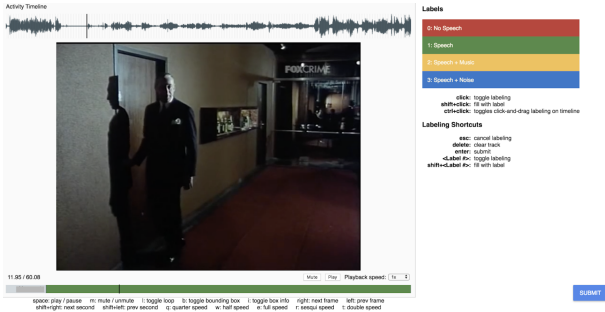 Activity Timeline
FOXCRIME
11.95 / 60.08
Mute
Play
Playback speed: 1x
space: play / pause m: mute / unmute l: toggle loop b: toggle bounding box i: toggle box info right: next frame left: prev frame
shift+right: next second shift+left: prev second q: quarter speed w: half speed e: full speed r: sesqui speed t: double speed
Labels
0: No Speech
1: Speech
2: Speech + Music
3: Speech + Noise
click: toggle labeling
shift+click: fill with label
ctrl+click: toggles click-and-drag labeling on timeline
Labeling Shortcuts
esc: cancel labeling
delete: clear track
enter: submit
<Label #>: toggle labeling
shift+<Label #>: fill with label
SUBMIT